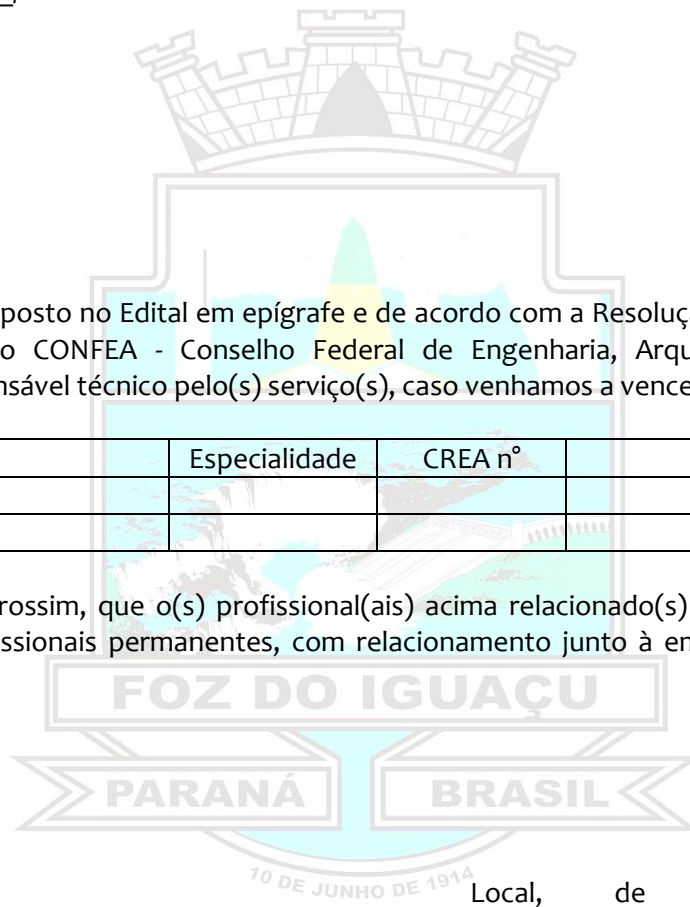 posto no Edital em epígrafe e de acordo com a Resoluç
o CONFEA - Conselho Federal de Engenharia, Arqu
nsável técnico pelo(s) serviço(s), caso venhamos a vence
Especialidade CREA n°
rossim, que o(s) profissional(ais) acima relacionado(s)
issionais permanentes, com relacionamento junto à en
FOZ DO IGUAÇU
PARANÁ BRASIL
10 DE JUNHO DE 1914
Local, de